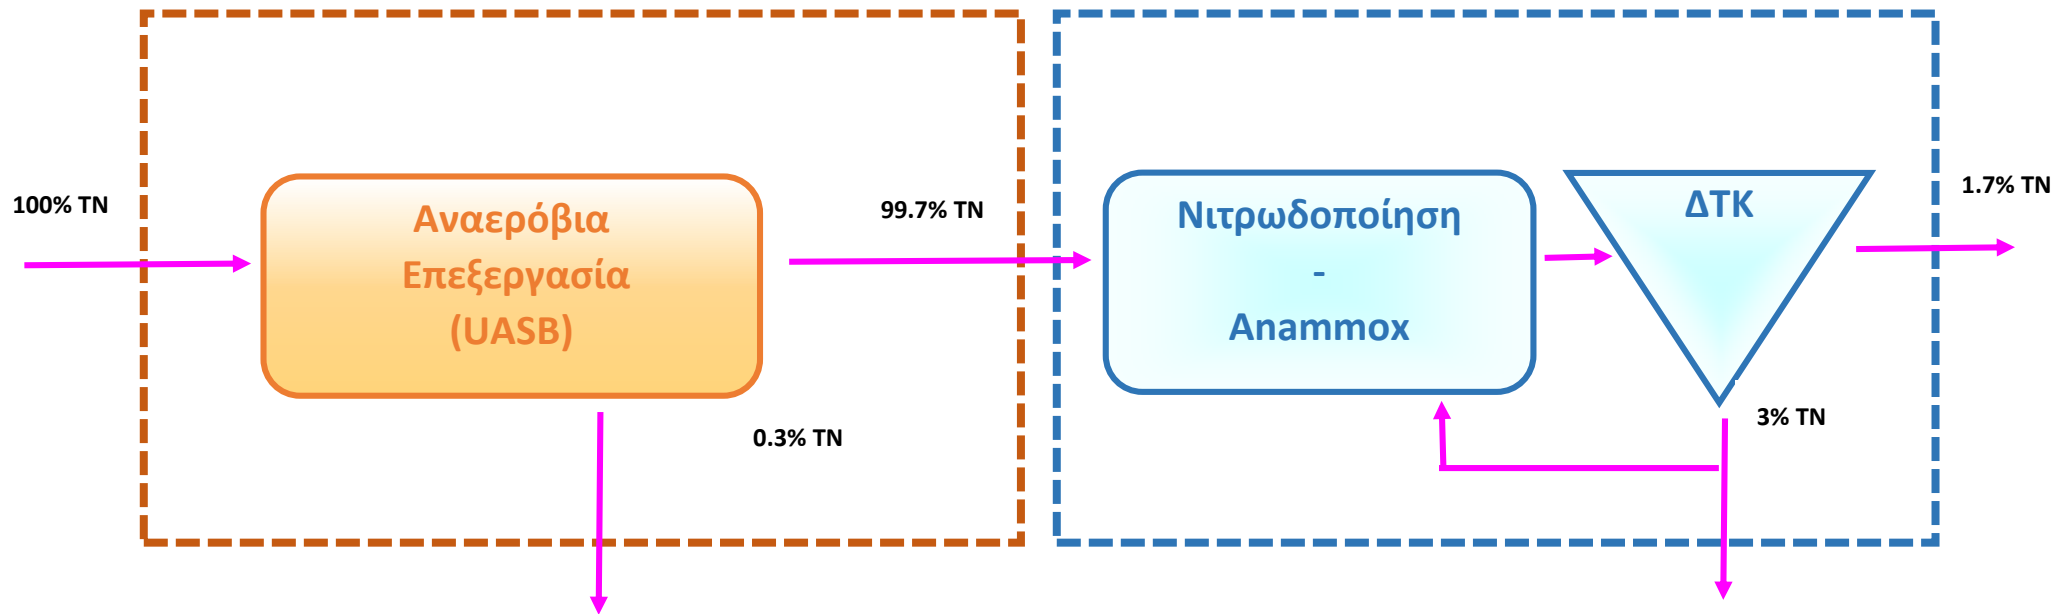 100% TN
Αναερόβια
Επεξεργασία
(UASB)
0.3% TN
99.7% TN
Νιτρωδοποίηση
-
Anammox
ΔΤΚ
3% TN
1.7% TN